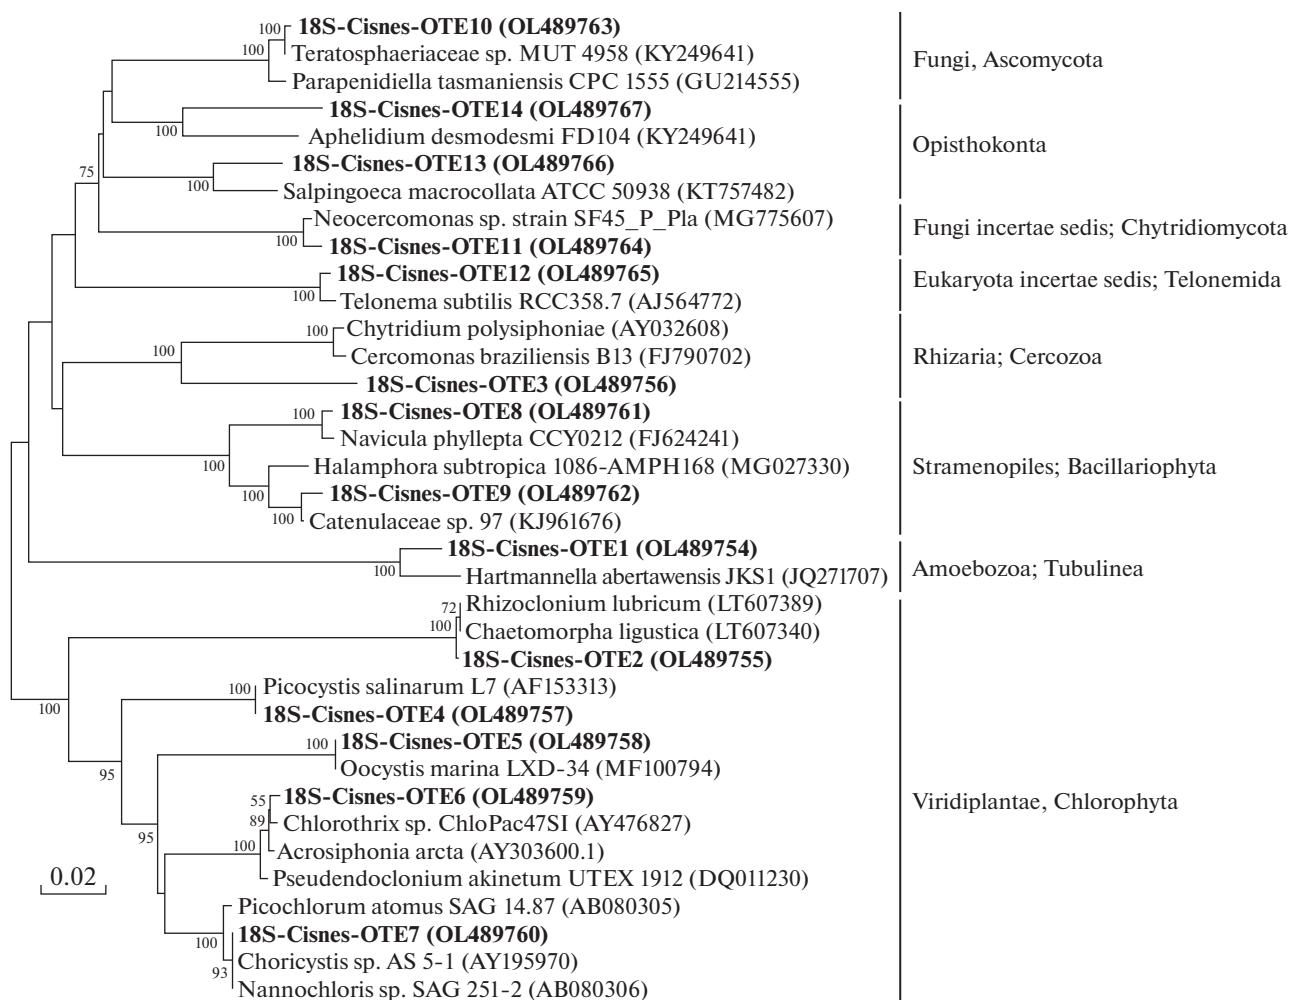 100
18S-Cisnes-OTE10 (OL489763)
100
Teratosphaeriaceae sp. MUT 4958 (KY249641)
Parapenidiella tasmaniensis CPC 1555 (GU214555)
Fungi, Ascomycota
18S-Cisnes-OTE14 (OL489767)
100
Aphelidium desmodesmi FD104 (KY249641)
Opisthokonta
75
18S-Cisnes-OTE13 (OL489766)
100
Salpingoeca macrocollata ATCC 50938 (KT757482)
Neocercomonas sp. strain SF45_P_Pla (MG775607)
100
18S-Cisnes-OTE11 (OL489764)
Fungi incertae sedis; Chytridiomycota
18S-Cisnes-OTE12 (OL489765)
100
Telonema subtilis RCC358.7 (AJ564772)
Eukaryota incertae sedis; Telonemida
100
Chytridium polysiphoniae (AY032608)
100
Cercomonas braziliensis B13 (FJ790702)
18S-Cisnes-OTE3 (OL489756)
Rhizaria; Cercozoa
100
18S-Cisnes-OTE8 (OL489761)
Navicula phyllepta CCY0212 (FJ624241)
100
Halamphora subtropica 1086-AMPH168 (MG027330)
100
18S-Cisnes-OTE9 (OL489762)
100
Catenulaceae sp. 97 (KJ961676)
Stramenopiles; Bacillariophyta
18S-Cisnes-OTE1 (OL489754)
100
Hartmannella abertawensis JKS1 (JQ271707)
Amoebozoa; Tubulinea
72
Rhizoclonium lubricum (LT607389)
100
Chaetomorpha ligustica (LT607340)
18S-Cisnes-OTE2 (OL489755)
100
100
Picocystis salinarum L7 (AF153313)
18S-Cisnes-OTE4 (OL489757)
95
100
18S-Cisnes-OTE5 (OL489758)
Oocystis marina LXD-34 (MF100794)
95
55
18S-Cisnes-OTE6 (OL489759)
89
Chlorothrix sp. ChloPac47SI (AY476827)
100
Acrosiphonia arcta (AY303600.1)
Pseudendoclonium akinetum UTEX 1912 (DQ011230)
Picochlorum atomus SAG 14.87 (AB080305)
100
18S-Cisnes-OTE7 (OL489760)
93
Choricystis sp. AS 5-1 (AY195970)
Nannochloris sp. SAG 251-2 (AB080306)
Viridiplantae, Chlorophyta
0.02